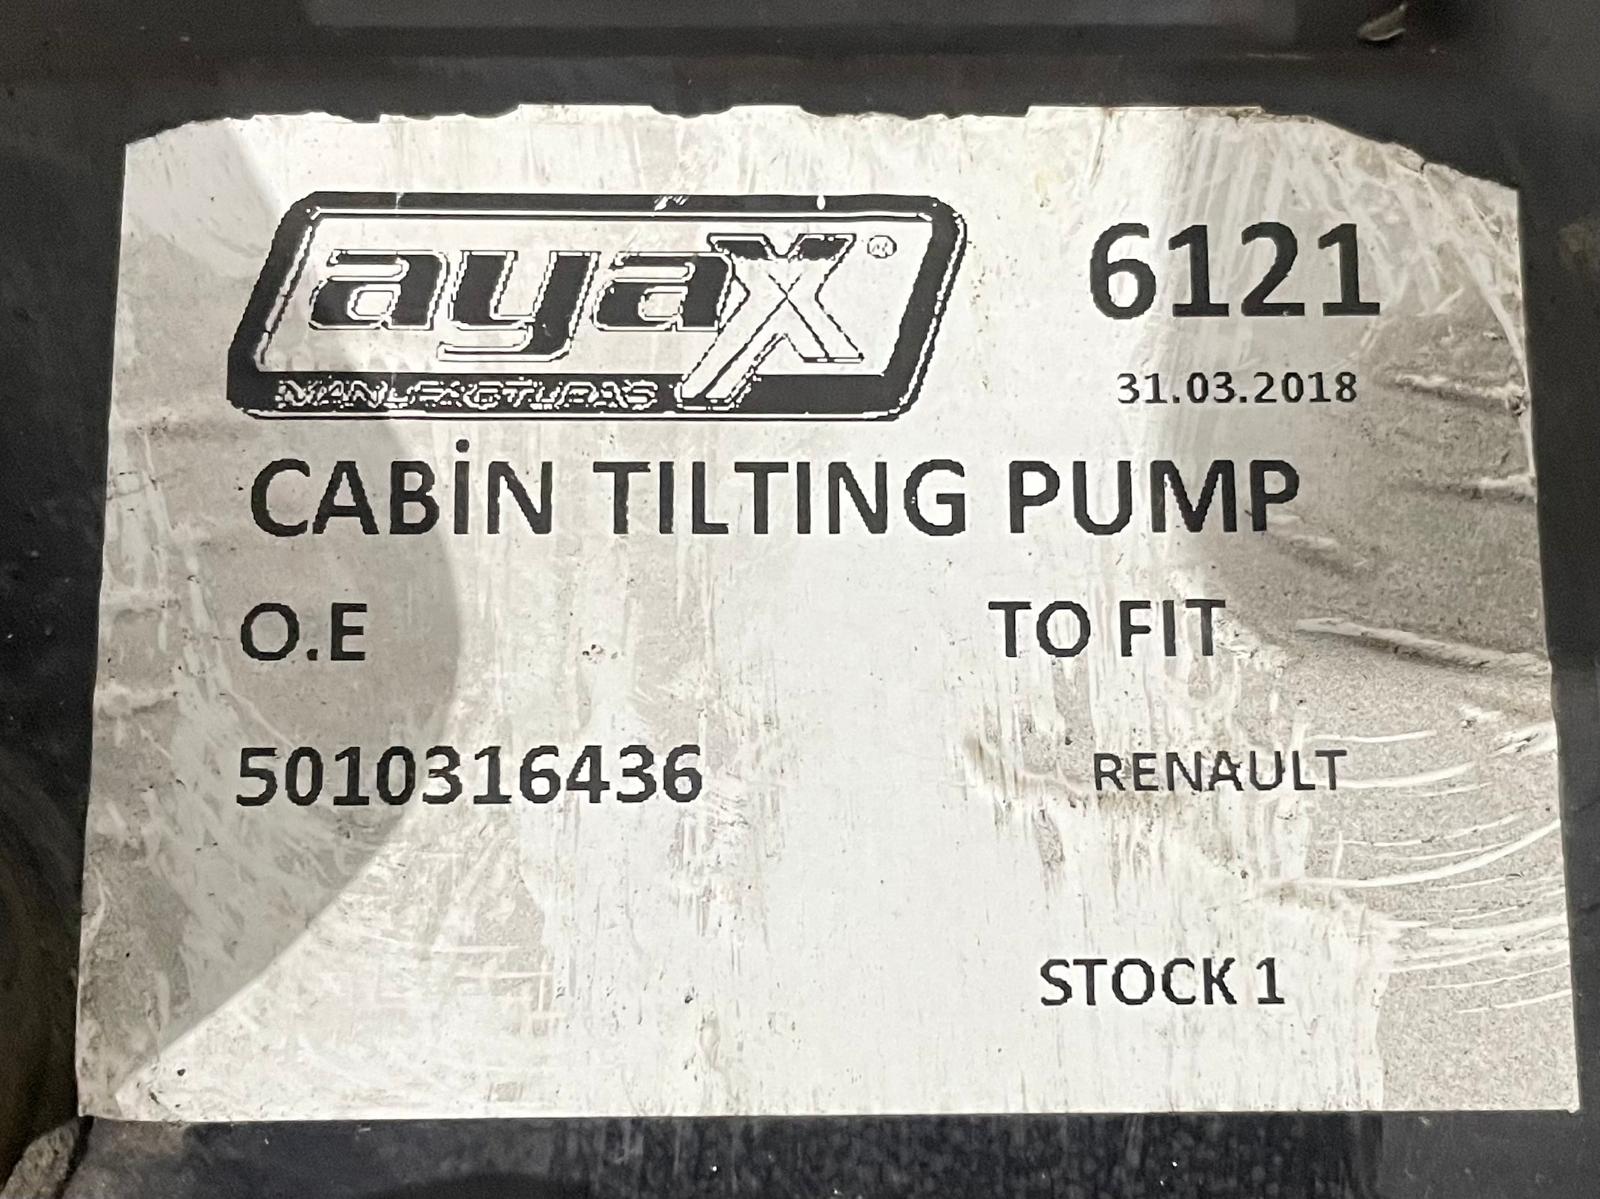 ayax ® 6121
MANUFACTURAS
31.03.2018
CABİN TILTING PUMP
O.E TO FIT
5010316436 RENAULT
STOCK 1